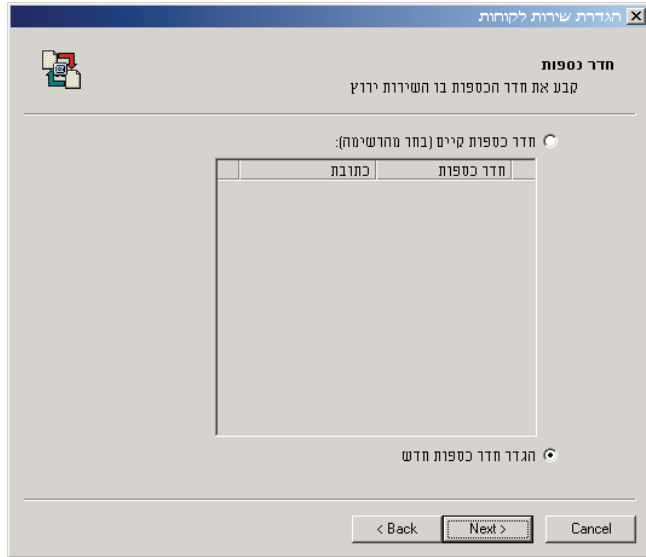 הגדרת שירות לקוחות
חדר נספות
קבע את חדר הכספות בו השירות ירוץ
חדר כספות קיים (בחר מהרשימה):
חדר כספות כתובת
הגדר חדר כספות חדש
< Back Next > Cancel